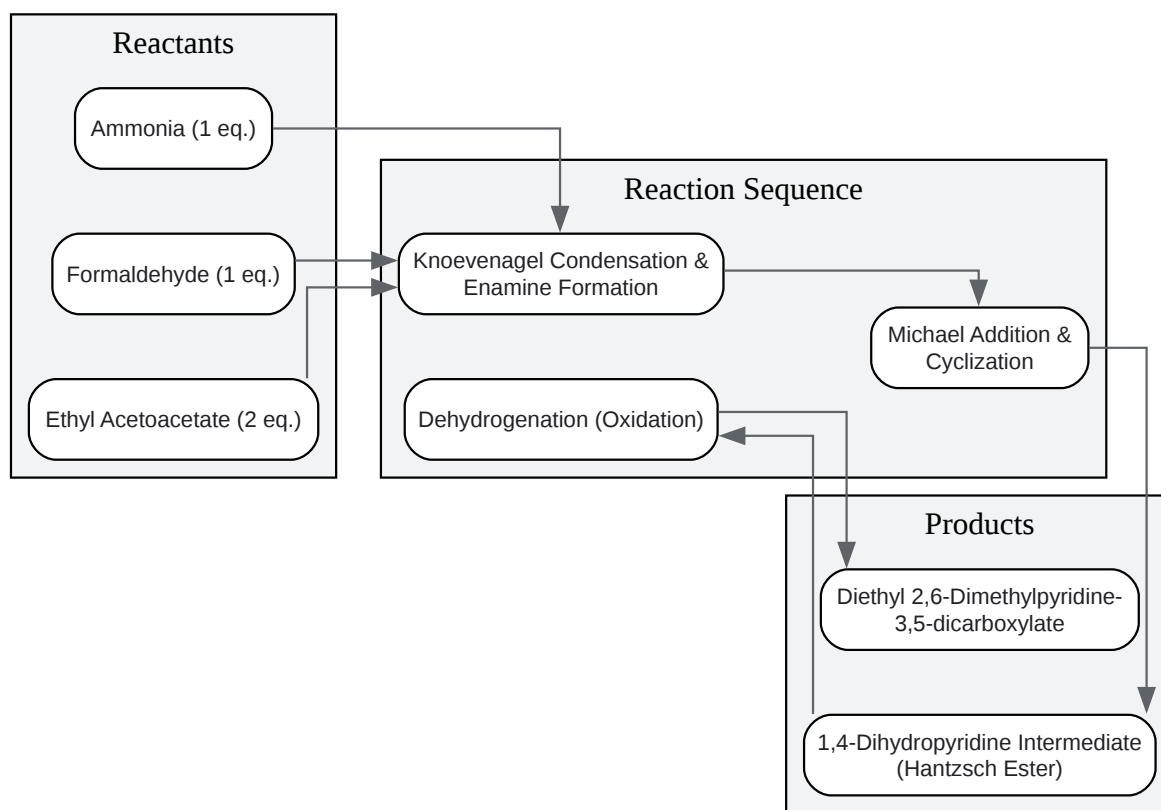 Reactants
Ammonia (1 eq.)
Formaldehyde (1 eq.)
Ethyl Acetoacetate (2 eq.)
Reaction Sequence
Knoevenagel Condensation &
Enamine Formation
Michael Addition &
Cyclization
Dehydrogenation (Oxidation)
Products
Diethyl 2,6-Dimethylpyridine-
3,5-dicarboxylate
1,4-Dihydropyridine Intermediate
(Hantzsch Ester)